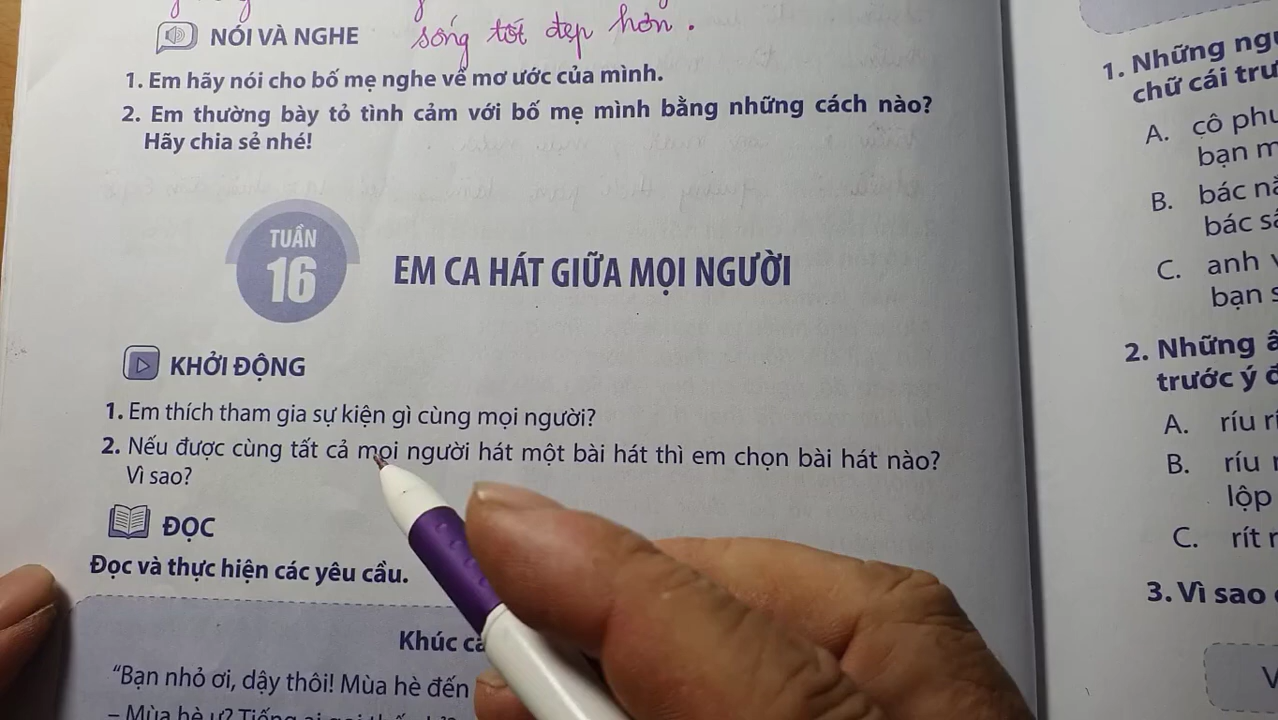 sống tốt đẹp hơn.
NÓI VÀ NGHE
1. Em hãy nói cho bố mẹ nghe về mơ ước của mình.
2. Em thường bày tỏ tình cảm với bố mẹ mình bằng những cách nào?
Hãy chia sẻ nhé!
TUẦN
16
EM CA HÁT GIỮA MỌI NGƯỜI
KHỞI ĐỘNG
1. Em thích tham gia sự kiện gì cùng mọi người?
2. Nếu được cùng tất cả mọi người hát một bài hát thì em chọn bài hát nào?
Vì sao?
ĐỌC
Đọc và thực hiện các yêu cầu.
Khúc
"Bạn nhỏ ơi, dậy thôi! Mùa hè đến
– Mùa hè ư? Tiếng ai gọi
1. Những
chữ cái
A. cô
bạn
B. bác
bác
C. anh
bạn
2. Những
trước ý
A. ríu
B. ríu
lộp
C. rít
3. Vì sao